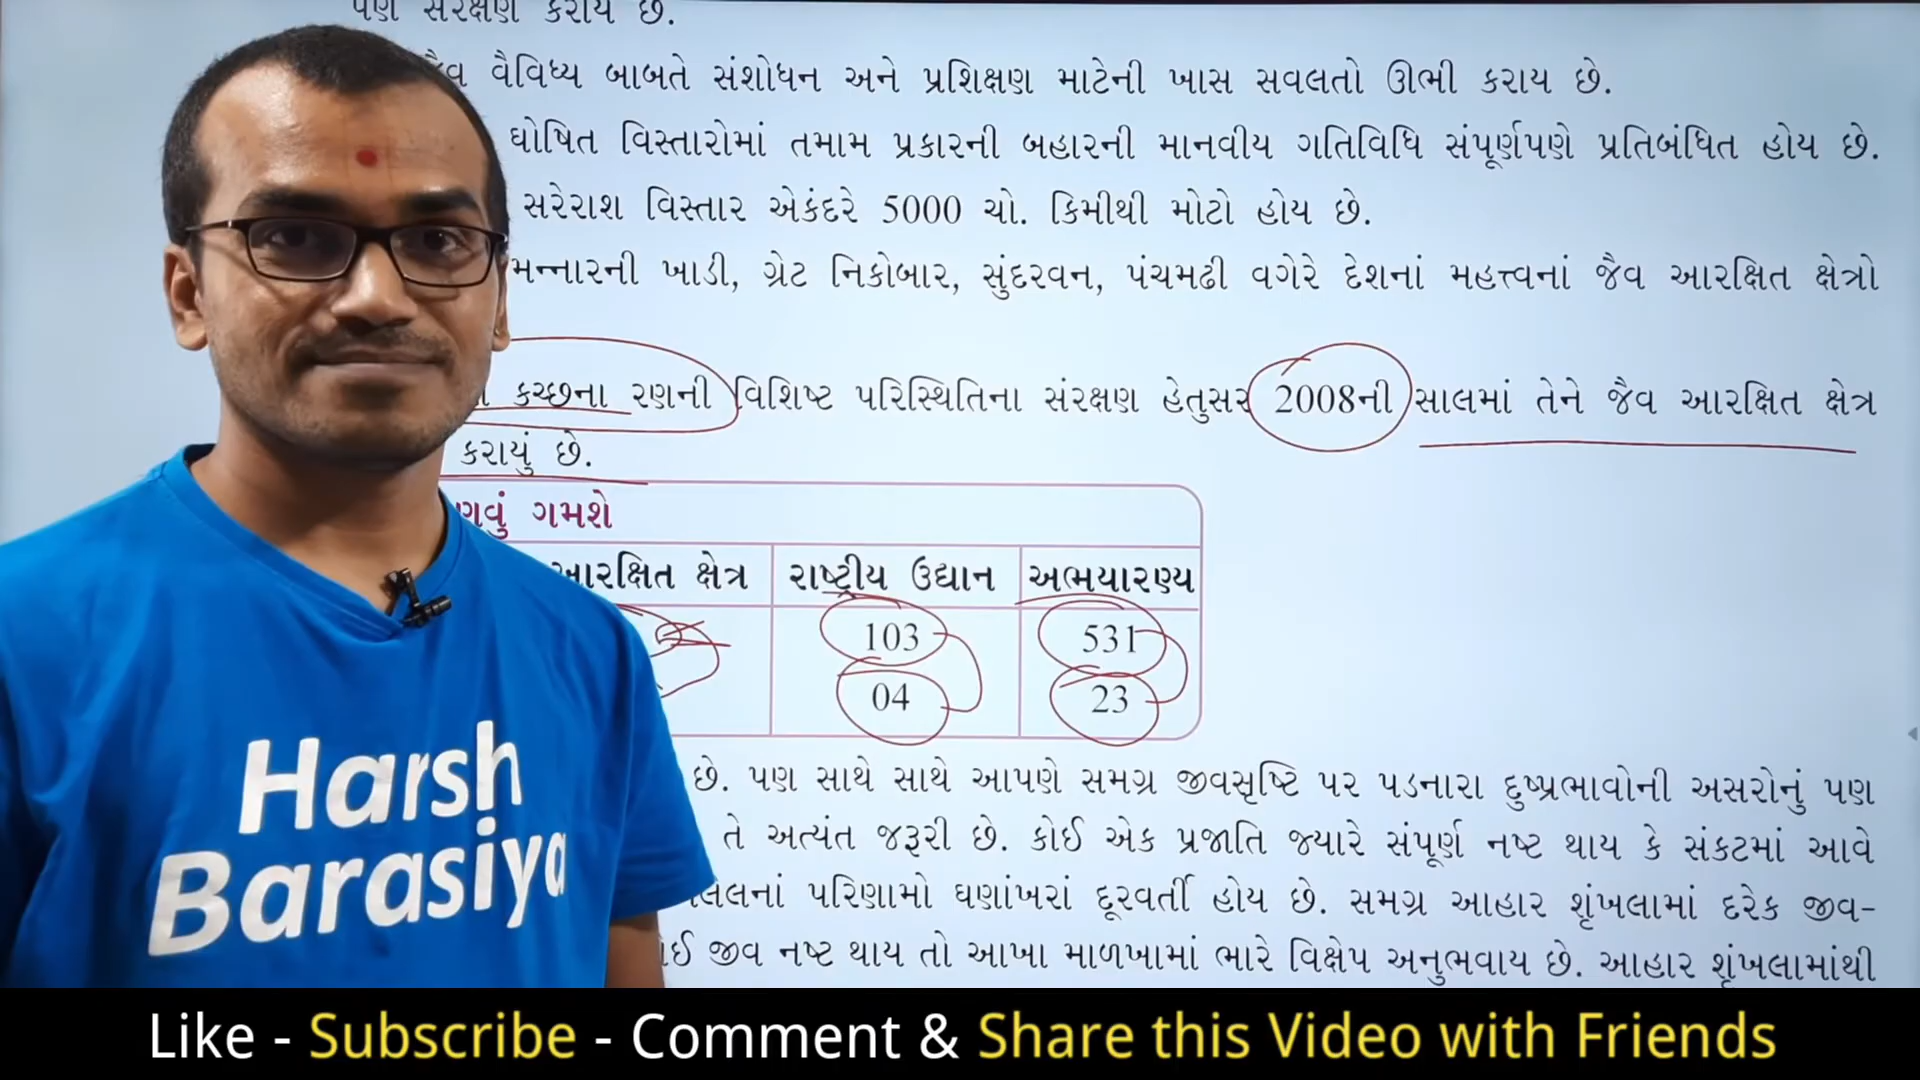 પણ સંરક્ષણ કરાય છે.
વૈવિધ્ય બાબતે સંશોધન અને પ્રશિક્ષણ માટેની ખાસ સવલતો ઊભી કરાય છે.
ઘોષિત વિસ્તારોમાં તમામ પ્રકારની બહારની માનવીય ગતિવિધિ સંપૂર્ણપણે પ્રતિબંધિત હોય છે.
સરેરાશ વિસ્તાર એકંદરે 5000 ચો. કિમીથી મોટો હોય છે.
મન્નારની ખાડી, ગ્રેટ નિકોબાર, સુંદરવન, પંચમઢી વગેરે દેશનાં મહત્ત્વનાં જૈવ આરક્ષિત ક્ષેત્રો
કચ્છના રણની વિશિષ્ટ પરિસ્થિતિના સંરક્ષણ હેતુસર 2008ની સાલમાં તેને જૈવ આરક્ષિત ક્ષેત્ર
કરાયું છે.
ગમશે
આરક્ષિત ક્ષેત્ર રાષ્ટ્રીય ઉદ્યાન અભયારણ્ય
103 531
04 23
છે. પણ સાથે સાથે આપણે સમગ્ર જીવસૃષ્ટિ પર પડનારા દુષ્પ્રભાવોની અસરોનું પણ
તે અત્યંત જરૂરી છે. કોઈ એક પ્રજાતિ જ્યારે સંપૂર્ણ નષ્ટ થાય કે સંકટમાં આવે
પરિણામો ઘણાંખરાં દૂરવર્તી હોય છે. સમગ્ર આહાર શૃંખલામાં દરેક જીવ-
જીવ નષ્ટ થાય તો આખા માળખામાં ભારે વિક્ષેપ અનુભવાય છે. આહાર શૃંખલામાંથી
Harsh
Barasiya
Like - Subscribe - Comment & Share this Video with Friends